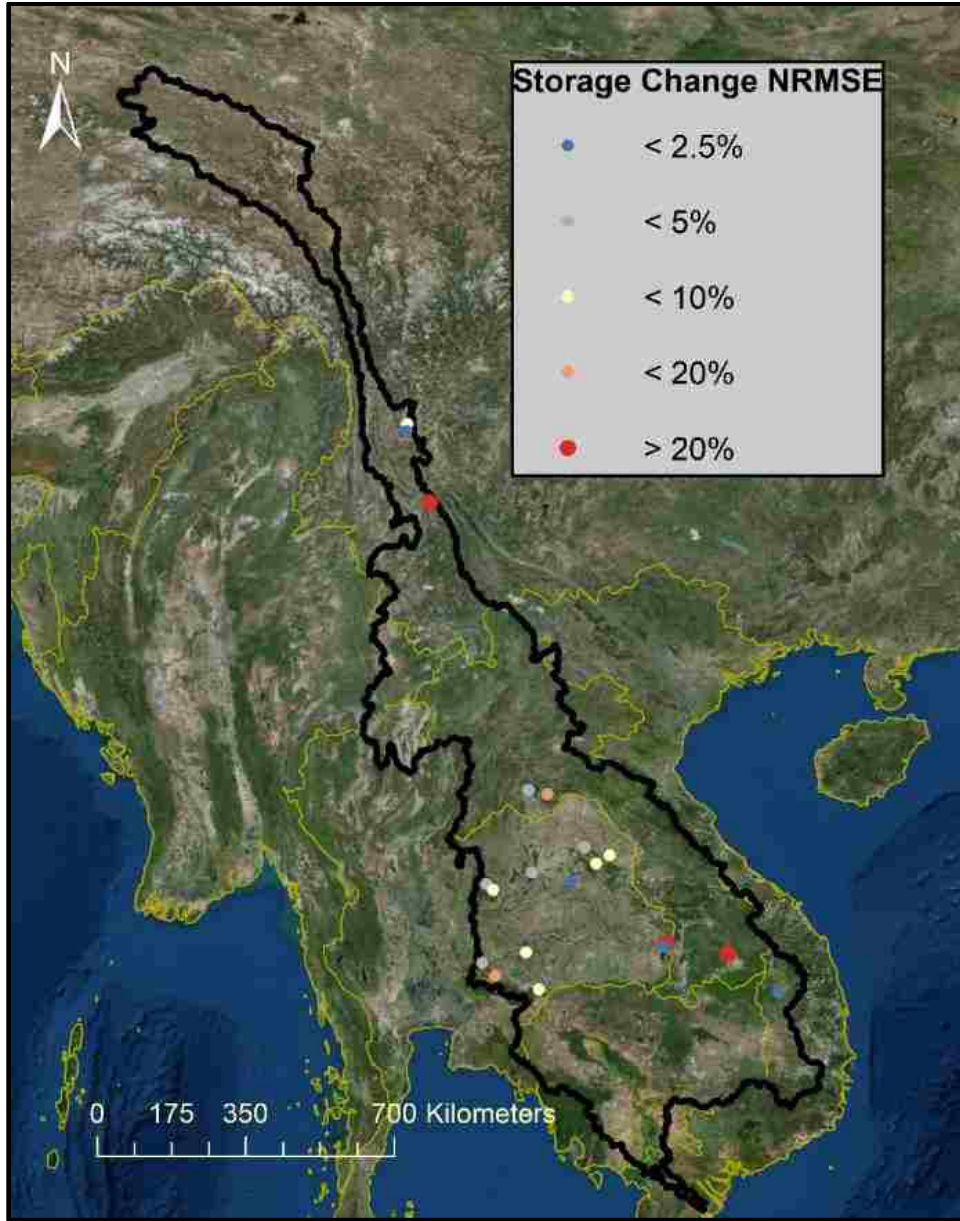 N
Storage Change NRMSE
< 2.5%
< 5%
< 10%
< 20%
> 20%
0 175 350 700 Kilometers